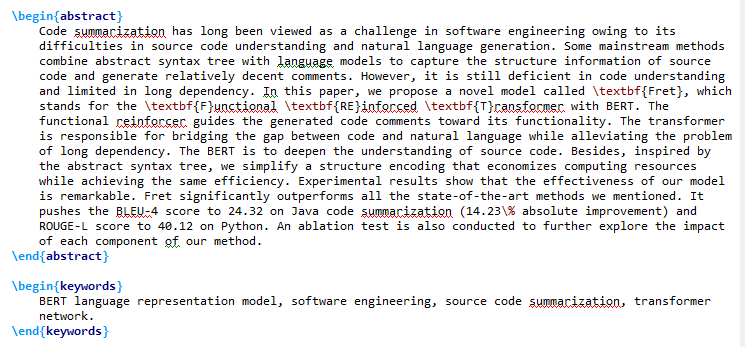 \begin{abstract}
Code summarization has long been viewed as a challenge in software engineering owing to its
difficulties in source code understanding and natural language generation. Some mainstream methods
combine abstract syntax tree with language models to capture the structure information of source
code and generate relatively decent comments. However, it is still deficient in code understanding
and limited in long dependency. In this paper, we propose a novel model called \textbf{Fret}, which
stands for the \textbf{F}unctional \textbf{RE}inforced \textbf{T}ransformer with BERT. The
functional reinforcer guides the generated code comments toward its functionality. The transformer
is responsible for bridging the gap between code and natural language while alleviating the problem
of long dependency. The BERT is to deepen the understanding of source code. Besides, inspired by
the abstract syntax tree, we simplify a structure encoding that economizes computing resources
while achieving the same efficiency. Experimental results show that the effectiveness of our model
is remarkable. Fret significantly outperforms all the state-of-the-art methods we mentioned. It
pushes the BLEU-4 score to 24.32 on Java code summarization (14.23\% absolute improvement) and
ROUGE-L score to 40.12 on Python. An ablation test is also conducted to further explore the impact
of each component of our method.
\end{abstract}
\begin{keywords}
BERT language representation model, software engineering, source code summarization, transformer
network.
\end{keywords}